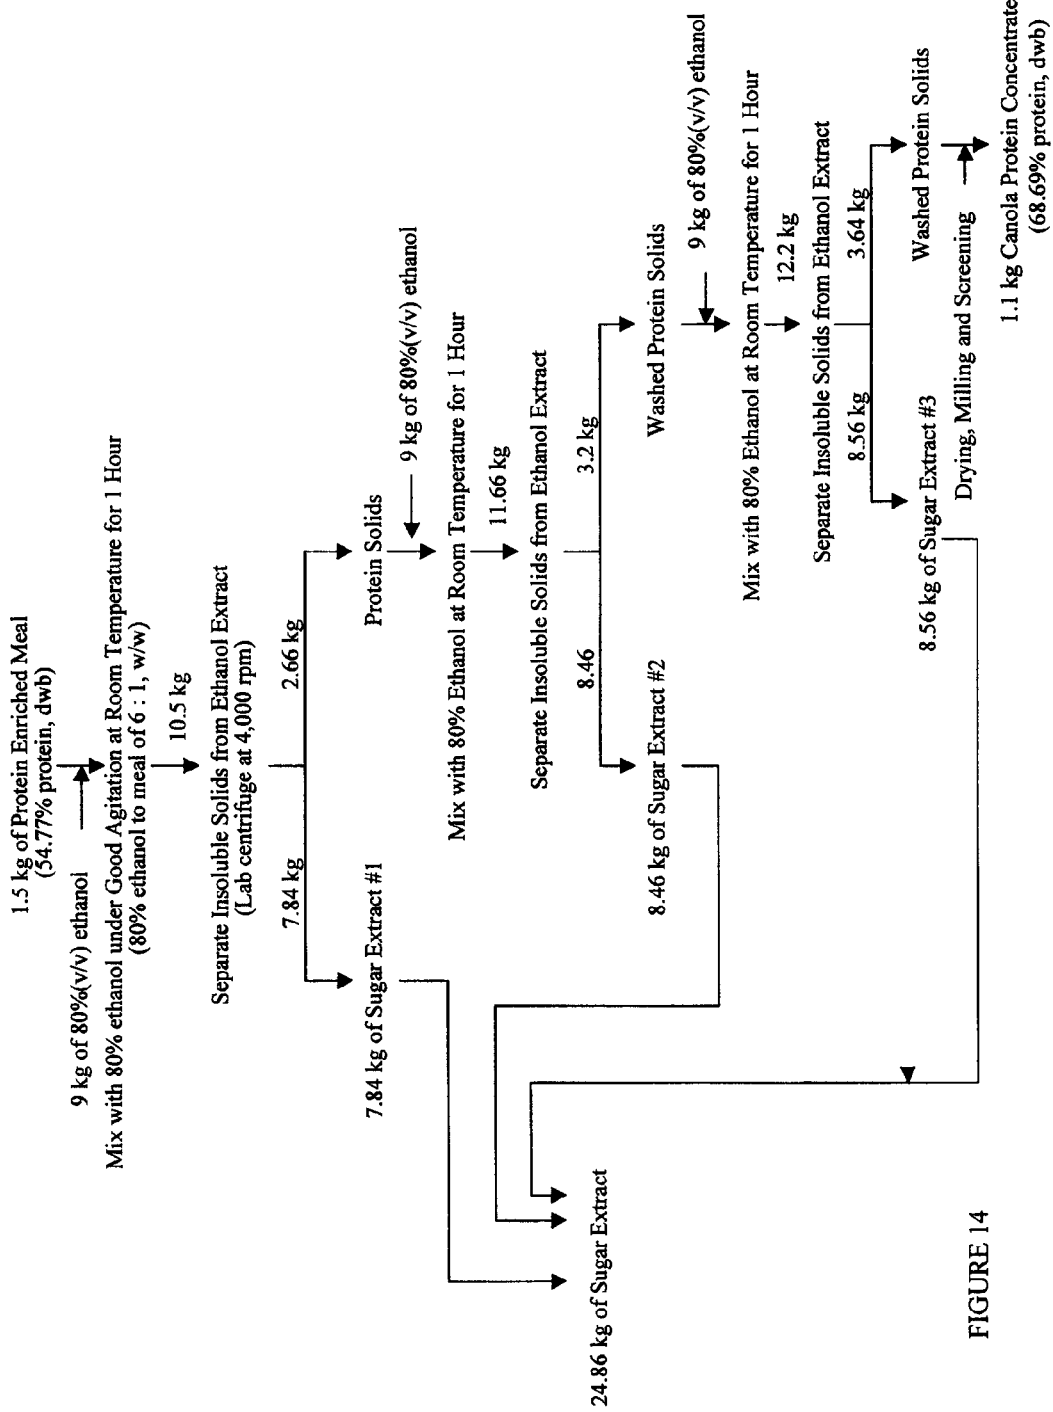 1.5 kg of Protein Enriched Meal
(54.77% protein, dwb)
9 kg of 80%(v/v) ethanol
Mix with 80% ethanol under Good Agitation at Room Temperature for 1 Hour
(80% ethanol to meal of 6 : 1, w/w)
10.5 kg
Separate Insoluble Solids from Ethanol Extract
(Lab centrifuge at 4,000 rpm)
7.84 kg
2.66 kg
7.84 kg of Sugar Extract #1
Protein Solids
9 kg of 80%(v/v) ethanol
Mix with 80% Ethanol at Room Temperature for 1 Hour
11.66 kg
Separate Insoluble Solids from Ethanol Extract
8.46
3.2 kg
8.46 kg of Sugar Extract #2
Washed Protein Solids
9 kg of 80%(v/v) ethanol
Mix with 80% Ethanol at Room Temperature for 1 Hour
12.2 kg
Separate Insoluble Solids from Ethanol Extract
8.56 kg
3.64 kg
8.56 kg of Sugar Extract #3
Washed Protein Solids
Drying, Milling and Screening
1.1 kg Canola Protein Concentrate
(68.69% protein, dwb)
24.86 kg of Sugar Extract
FIGURE 14